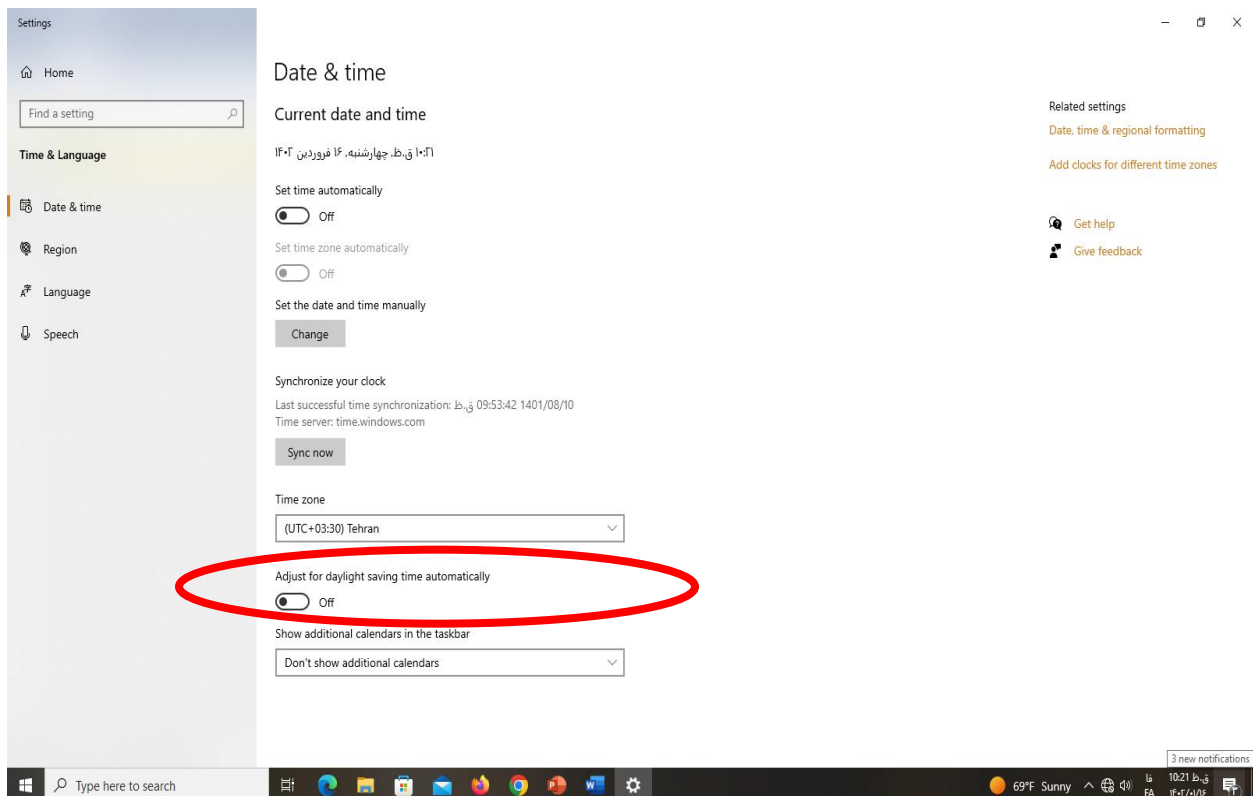 Settings
Home
Find a setting
Time & Language
Date & time
Region
Language
Speech
Date & time
Current date and time
۱۰:۲۱ ق.ظ, چهارشنبه, ۱۶ فروردین ۱۴۰۲
Set time automatically
Off
Set time zone automatically
Off
Set the date and time manually
Change
Synchronize your clock
Last successful time synchronization: ق.ظ 09:53:42 1401/08/10
Time server: time.windows.com
Sync now
Time zone
(UTC+03:30) Tehran
Adjust for daylight saving time automatically
Off
Show additional calendars in the taskbar
Don't show additional calendars
Related settings
Date, time & regional formatting
Add clocks for different time zones
Get help
Give feedback
3 new notifications
Type here to search
69°F Sunny
فا
FA
10:21 ق.ظ
۱۴۰۲/۰۱/۱۶